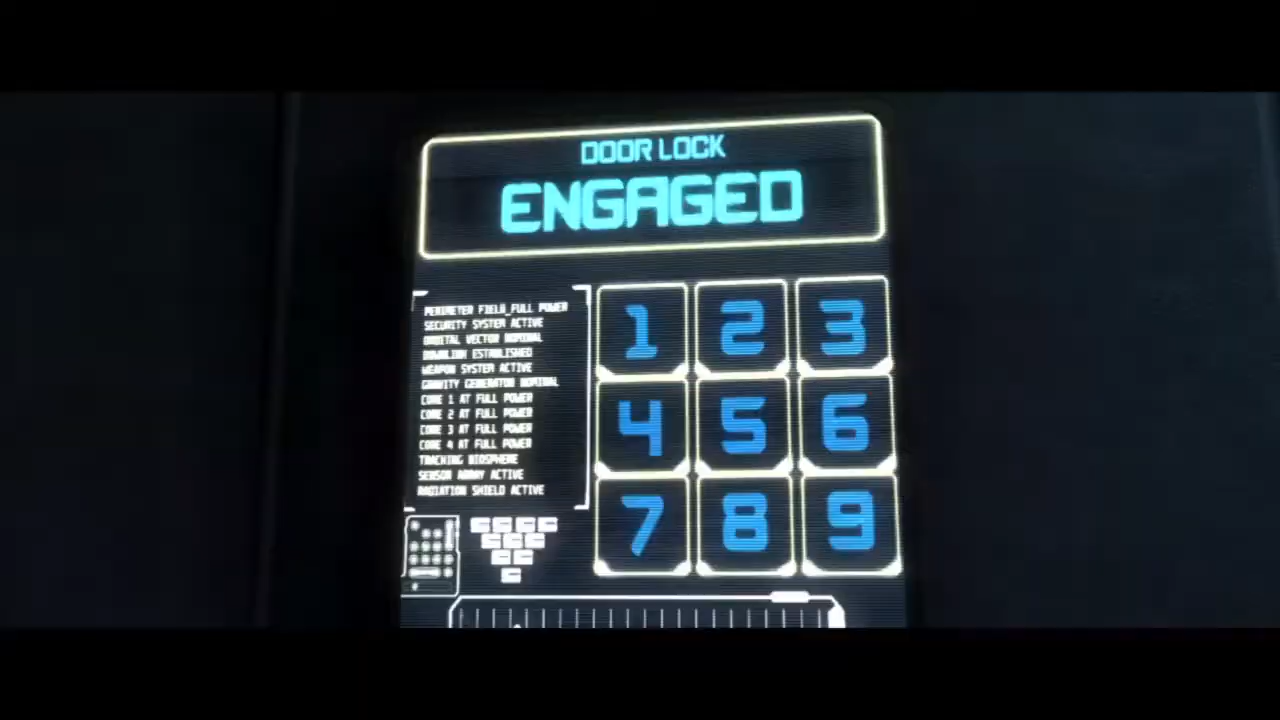 DOOR LOCK
ENGAGED
PERIMETER FIELD_FULL POWER
SECURITY SYSTEM ACTIVE
ORBITAL VECTOR NOMINAL
DOWNLINK ESTABLISHED
WEAPON SYSTEM ACTIVE
GRAVITY GENERATOR NOMINAL
CORE 1 AT FULL POWER
CORE 2 AT FULL POWER
CORE 3 AT FULL POWER
CORE 4 AT FULL POWER
TRACKING BIOSPHERE
SENSOR ARRAY ACTIVE
RADIATION SHIELD ACTIVE
1 2 3
4 5 6
7 8 9